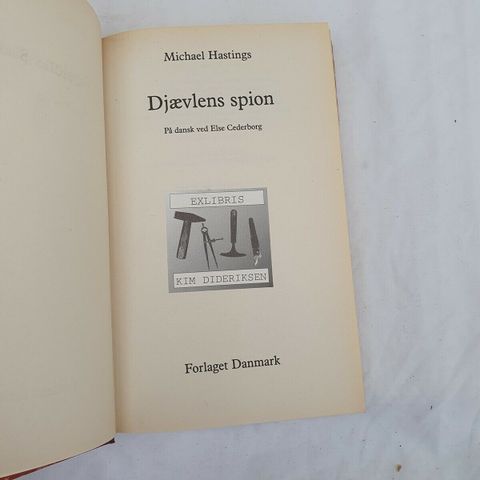 Michael Hastings
Djævlens spion
På dansk ved Else Cederborg
EXLIBRIS
KIM DIDERIKSEN
Forlaget Danmark